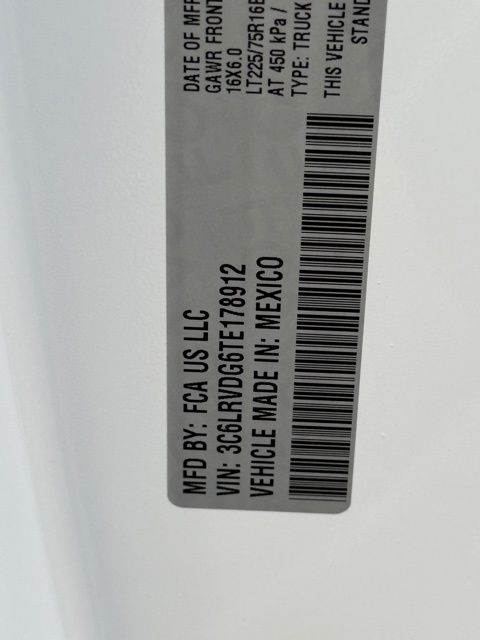 MFD BY: FCA US LLC
VIN: 3C6LRVDG6TE178912
VEHICLE MADE IN: MEXICO
DATE OF MFR
GAWR FRONT
16X6.0
LT225/75R16E
AT 450 kPa /
TYPE: TRUCK
THIS VEHICLE
STAND